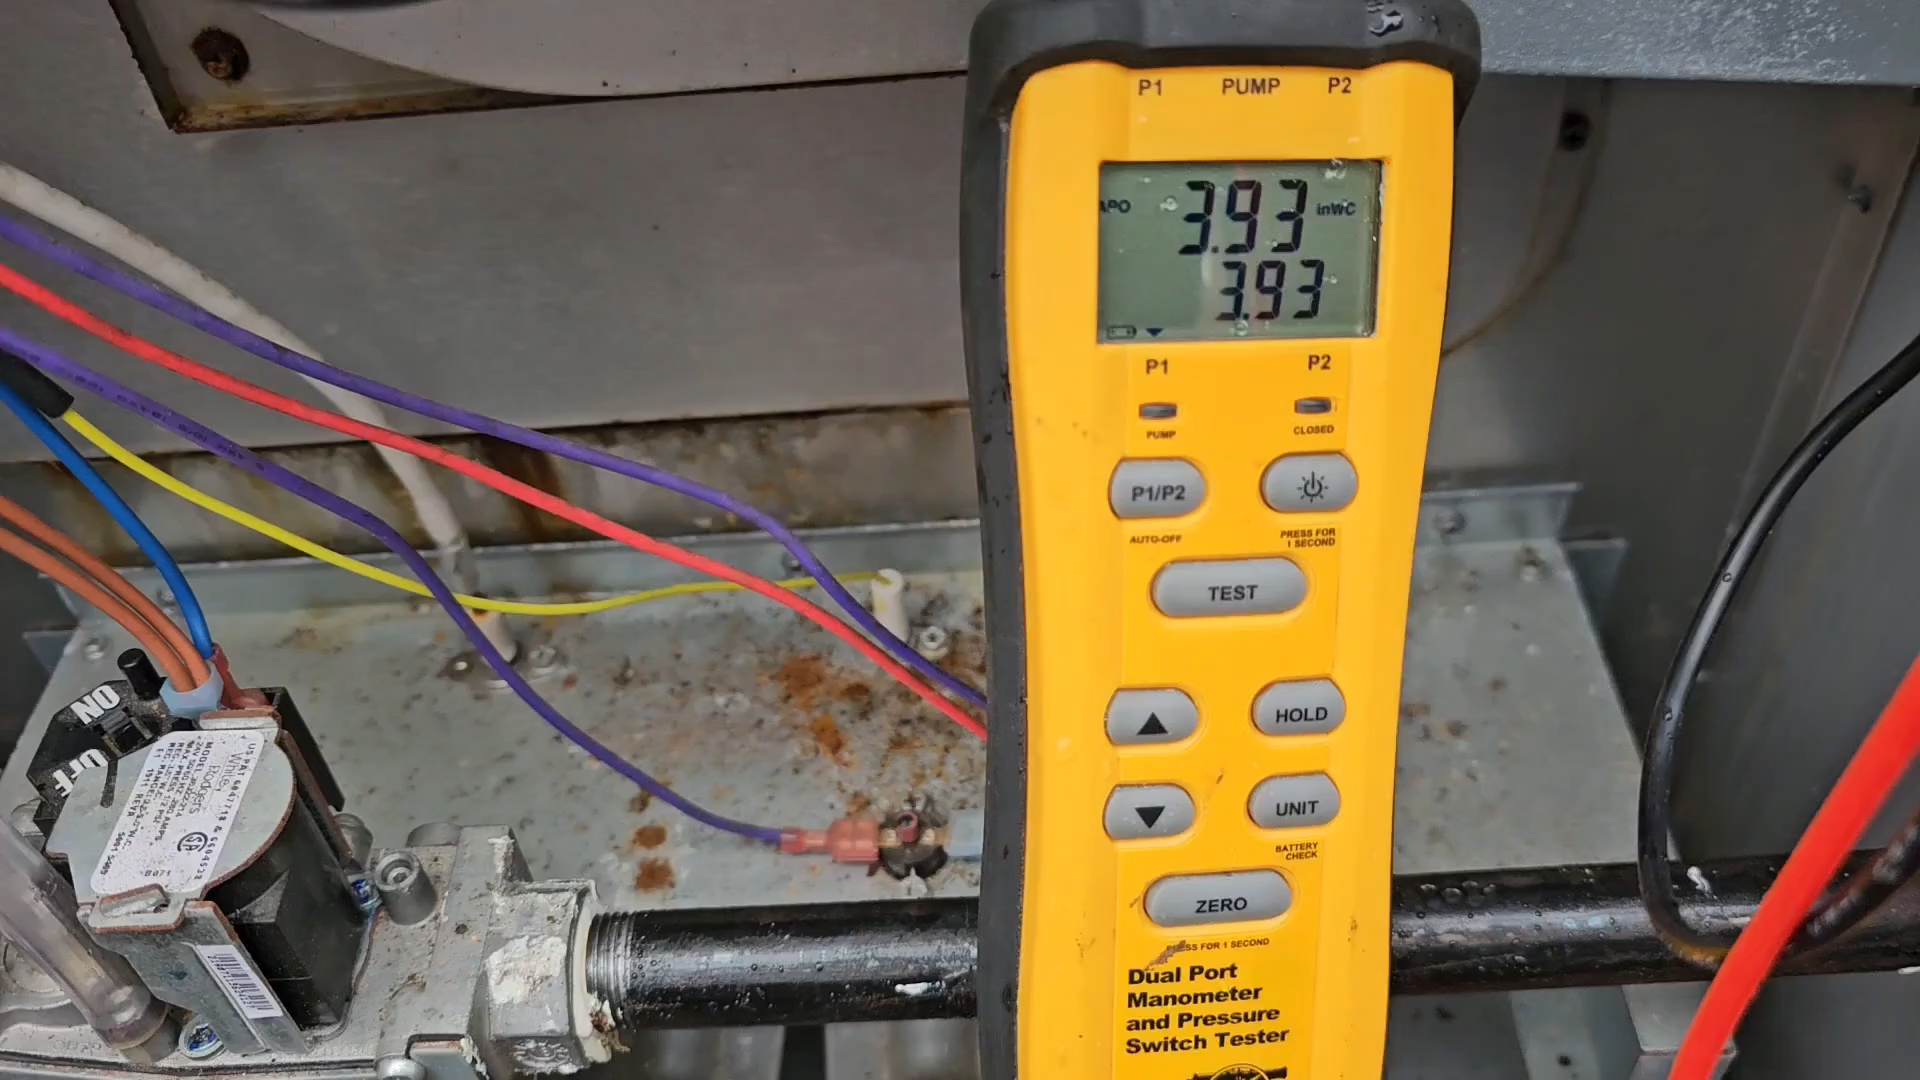 P1 PUMP P2
APO 3.93 inWC
3.93
P1 P2
PUMP CLOSED
P1/P2
AUTO-OFF PRESS FOR
1 SECOND
TEST
HOLD
UNIT
BATTERY
CHECK
ZERO
PRESS FOR 1 SECOND
Dual Port
Manometer
and Pressure
Switch Tester
ON
OFF
White
Rodgers